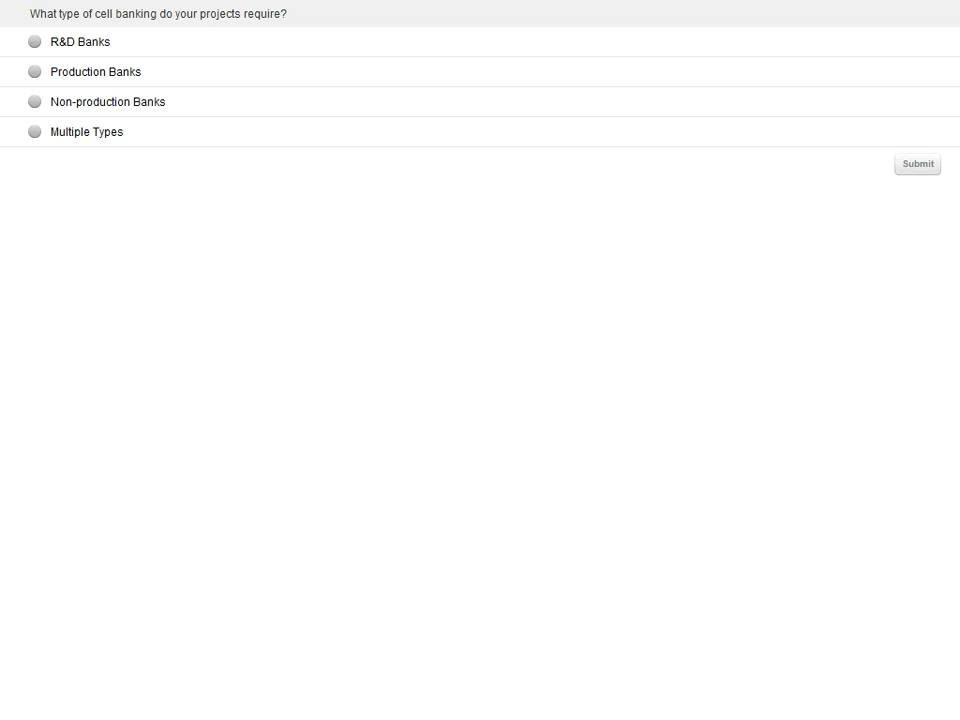 What type of cell banking do your projects require?
R&D Banks
Production Banks
Non-production Banks
Multiple Types
Submit